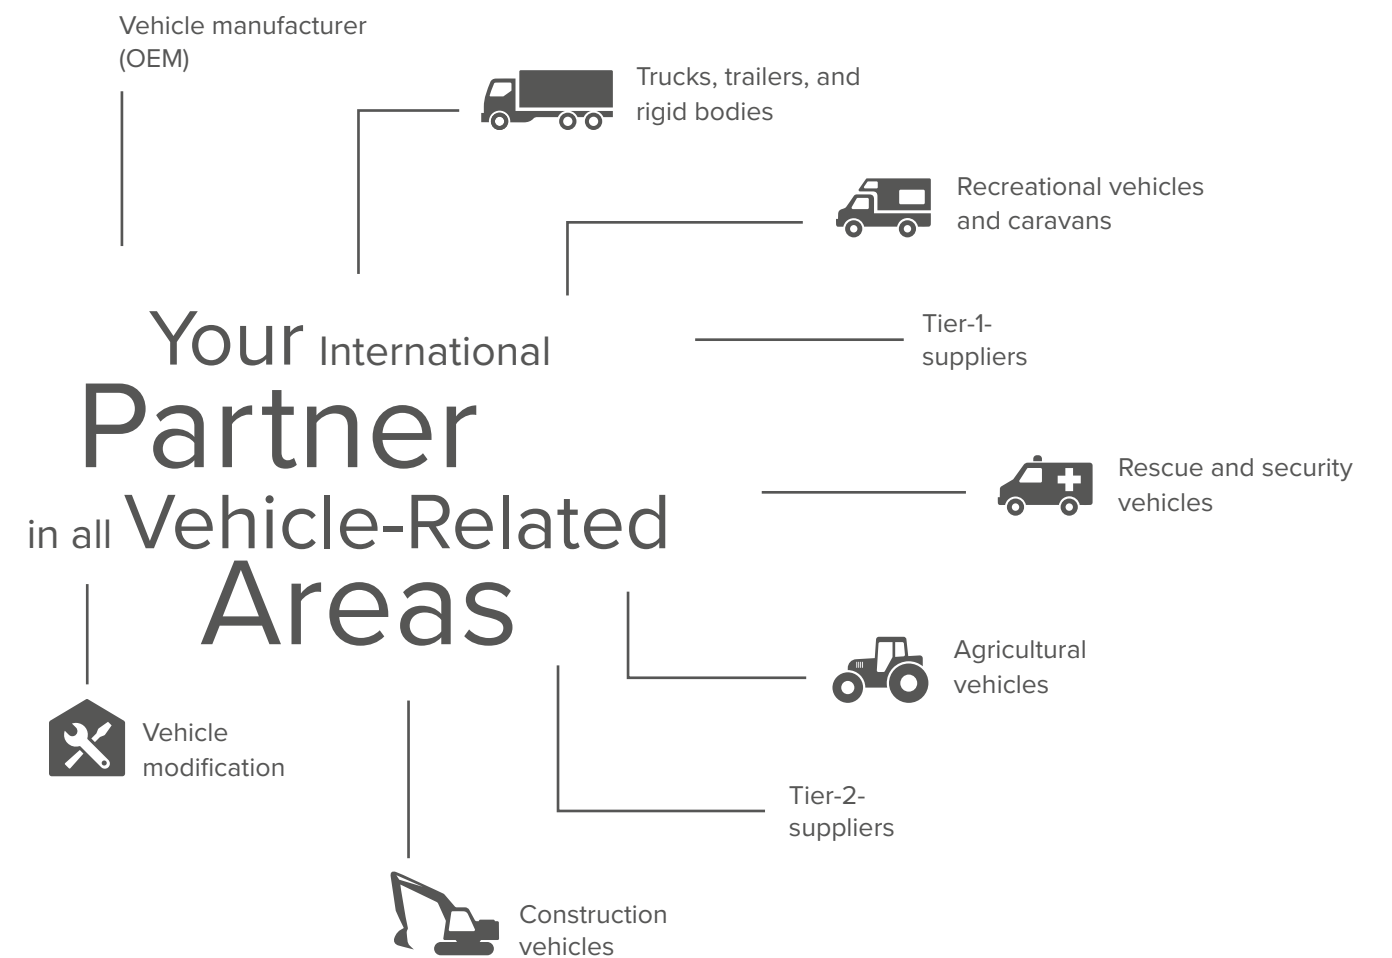 Vehicle manufacturer
(OEM)
Trucks, trailers, and
rigid bodies
Recreational vehicles
and caravans
Tier-1-
suppliers
Your International
Partner
in all Vehicle-Related
Areas
Rescue and security
vehicles
Agricultural
vehicles
Vehicle
modification
Tier-2-
suppliers
Construction
vehicles